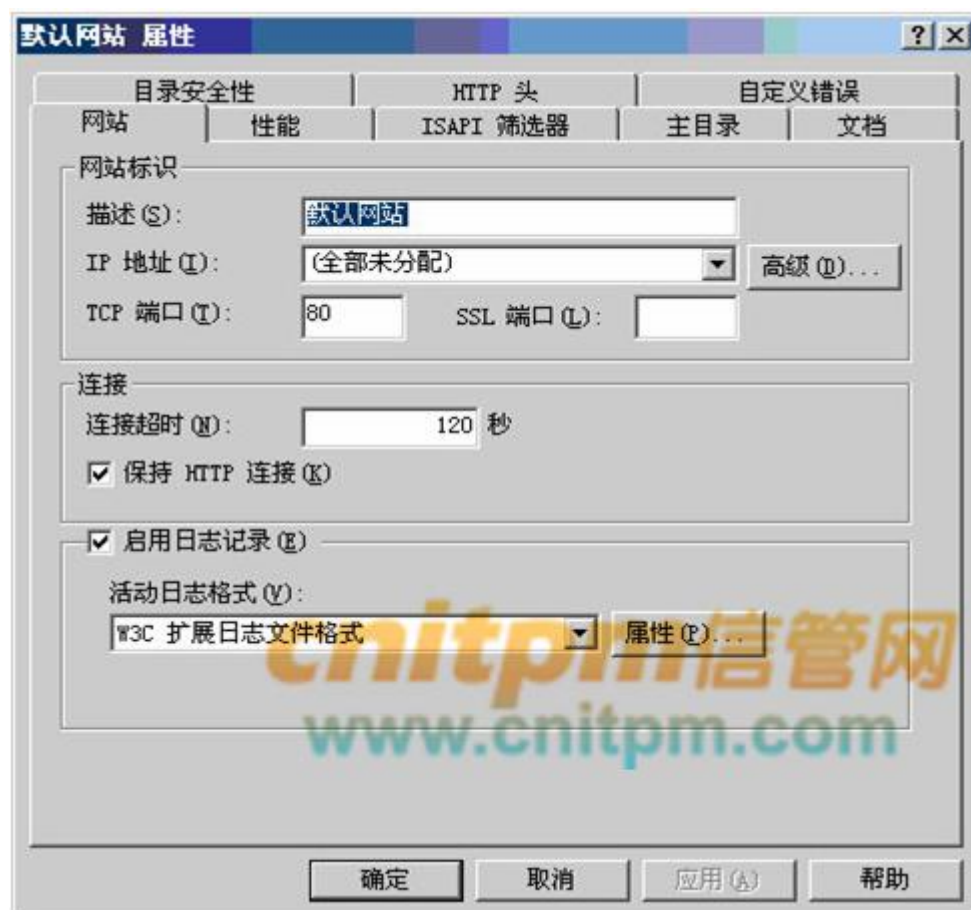 默认网站 属性
目录安全性 HTTP 头 自定义错误
网站 性能 ISAPI 筛选器 主目录 文档
网站标识
描述(S): 默认网站
IP 地址(I): (全部未分配) 高级(D)...
TCP 端口(T): 80 SSL 端口(L):
连接
连接超时(N): 120 秒
保持 HTTP 连接(K)
启用日志记录(E)
活动日志格式(V):
W3C 扩展日志文件格式 属性(P)...
cnitpm信管网
www.cnitpm.com
确定 取消 应用(A) 帮助